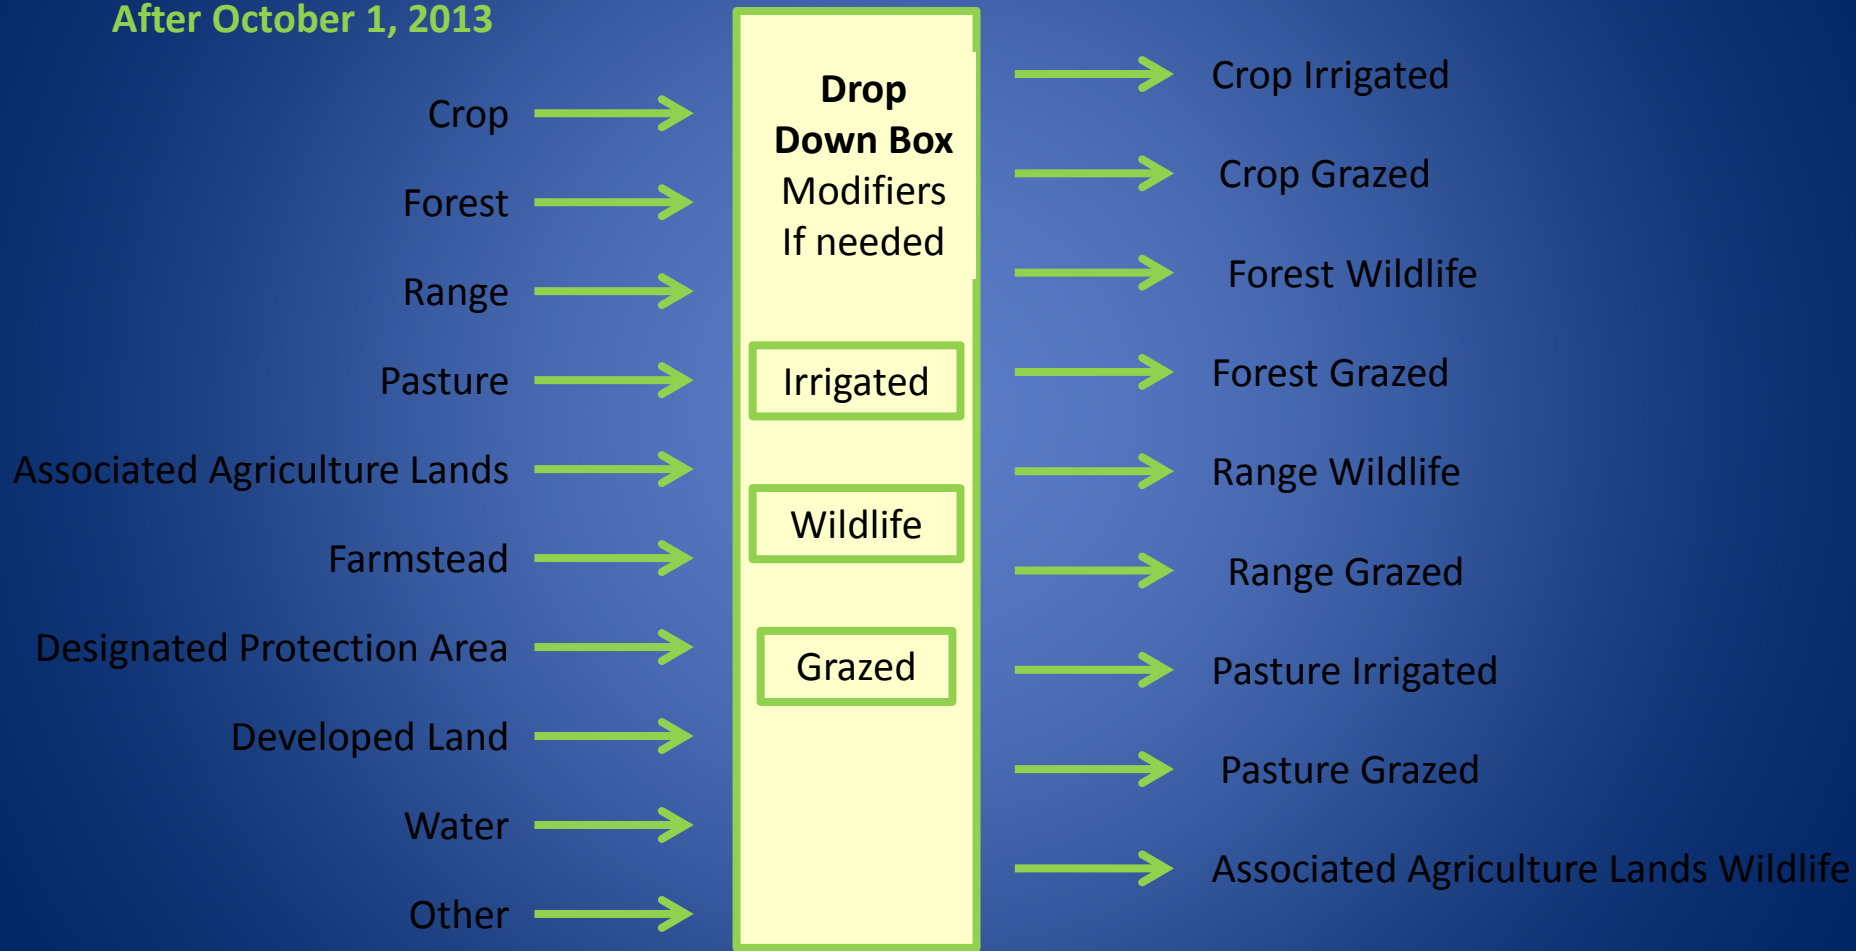 After October 1, 2013
Crop
Forest
Range
Pasture
Associated Agriculture Lands
Farmstead
Designated Protection Area
Developed Land
Water
Other
Drop
Down Box
Modifiers
If needed
Irrigated
Wildlife
Grazed
Crop Irrigated
Crop Grazed
Forest Wildlife
Forest Grazed
Range Wildlife
Range Grazed
Pasture Irrigated
Pasture Grazed
Associated Agriculture Lands Wildlife